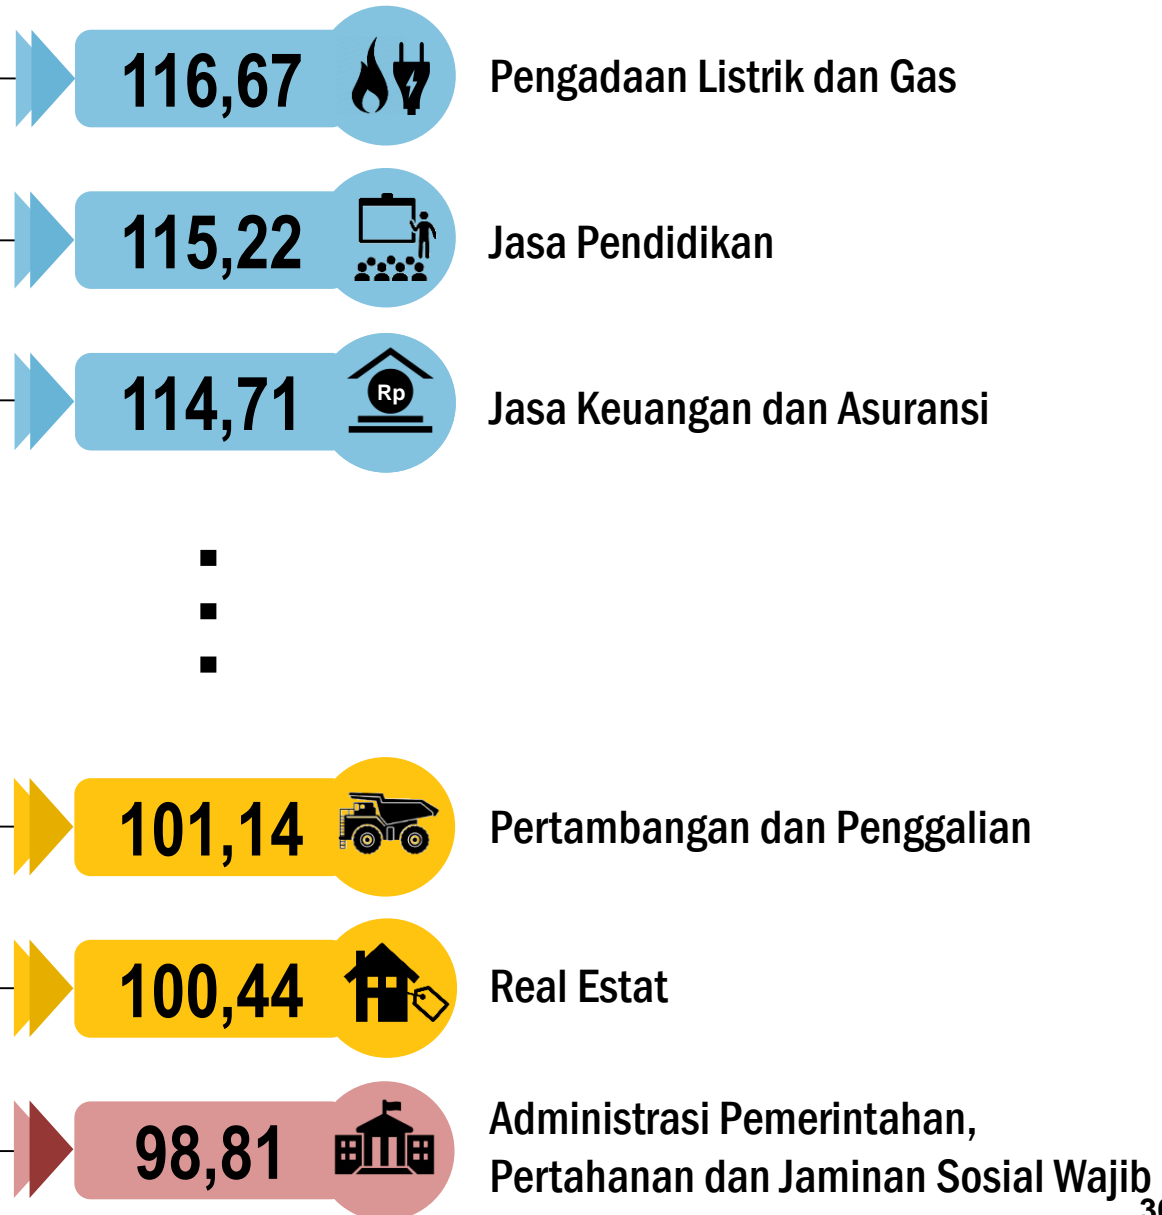 116,67
Pengadaan Listrik dan Gas
115,22
Jasa Pendidikan
114,71
Rp
Jasa Keuangan dan Asuransi
101,14
Pertambangan dan Penggalian
100,44
Real Estat
98,81
Administrasi Pemerintahan,
Pertahanan dan Jaminan Sosial Wajib